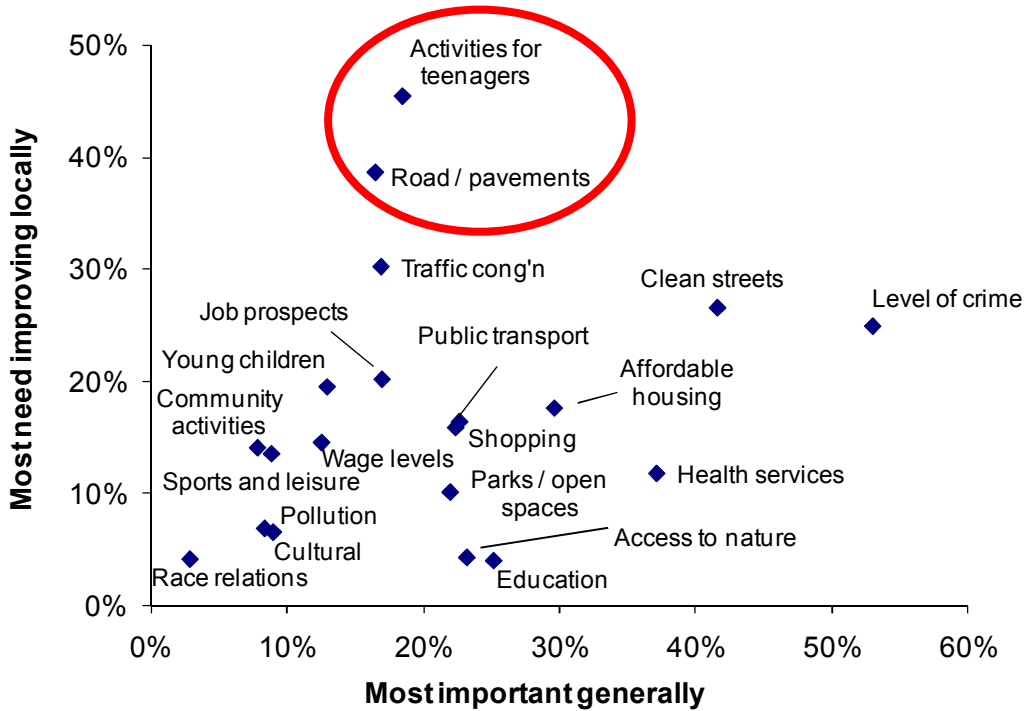 50%
40%
30%
20%
10%
0%
Most need improving locally
Activities for
teenagers
Road / pavements
Traffic cong'n
Clean streets
Level of crime
Job prospects
Public transport
Young children
Affordable
housing
Community
activities
Shopping
Wage levels
Sports and leisure
Parks / open
spaces
Health services
Pollution
Cultural
Access to nature
Race relations
Education
0%
10%
20%
30%
40%
50%
60%
Most important generally